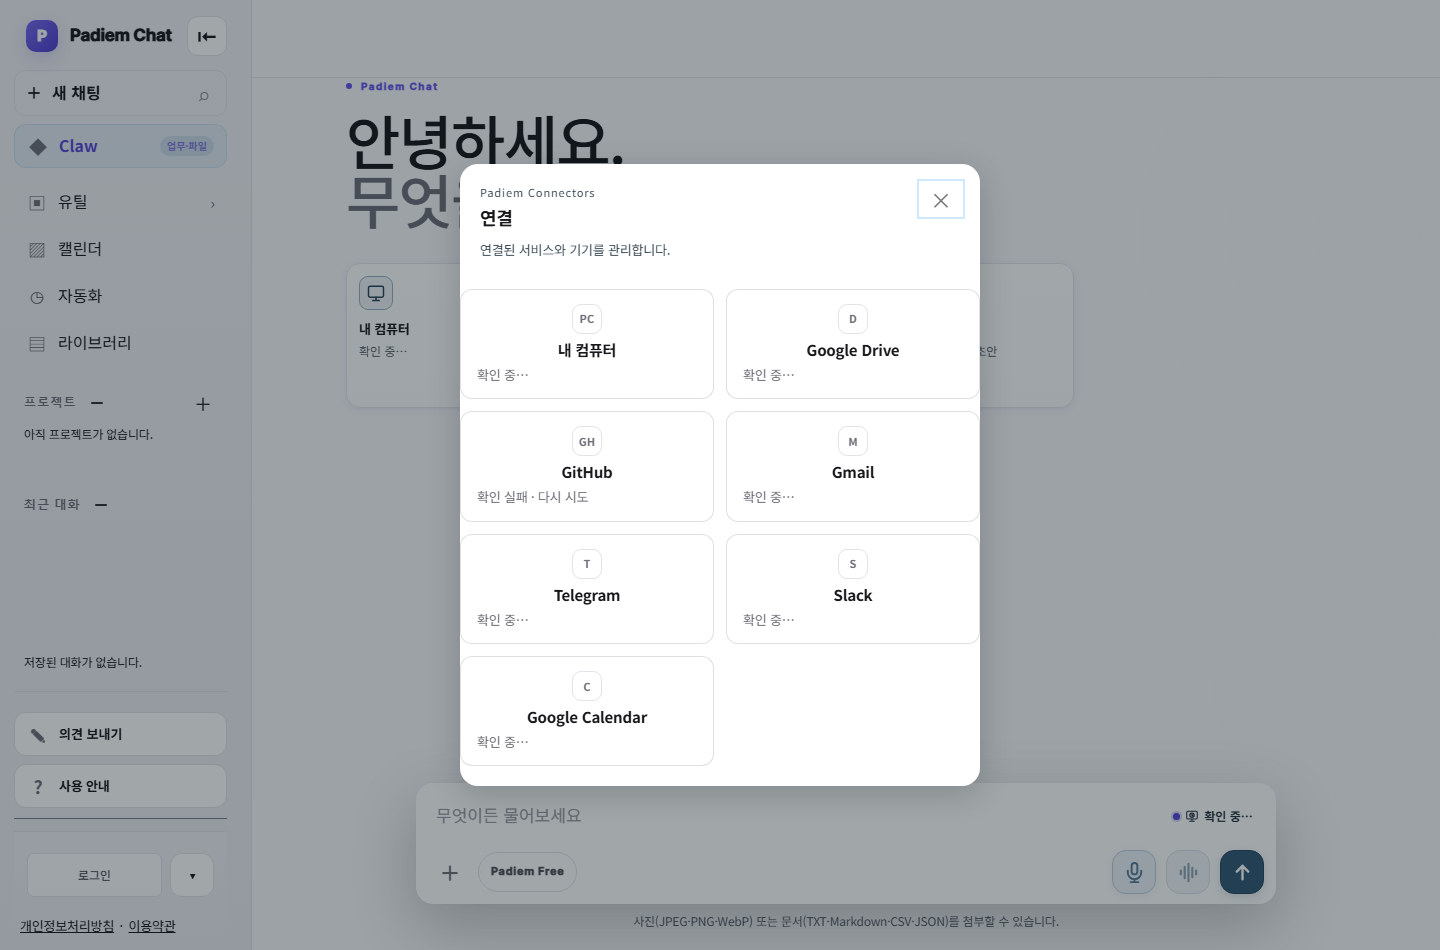 P Padiem Chat
새 채팅
Claw 업무·파일
유틸
캘린더
자동화
라이브러리
프로젝트
아직 프로젝트가 없습니다.
최근 대화
저장된 대화가 없습니다.
의견 보내기
? 사용 안내
로그인
개인정보처리방침 · 이용약관
Padiem Chat
안녕하세요.
무엇
내 컴퓨터
확인 중…
초안
Padiem Connectors
연결
연결된 서비스와 기기를 관리합니다.
PC
내 컴퓨터
확인 중…
D
Google Drive
확인 중…
GH
GitHub
확인 실패 · 다시 시도
M
Gmail
확인 중…
T
Telegram
확인 중…
S
Slack
확인 중…
C
Google Calendar
확인 중…
무엇이든 물어보세요
확인 중…
Padiem Free
사진(JPEG·PNG·WebP) 또는 문서(TXT·Markdown·CSV·JSON)를 첨부할 수 있습니다.